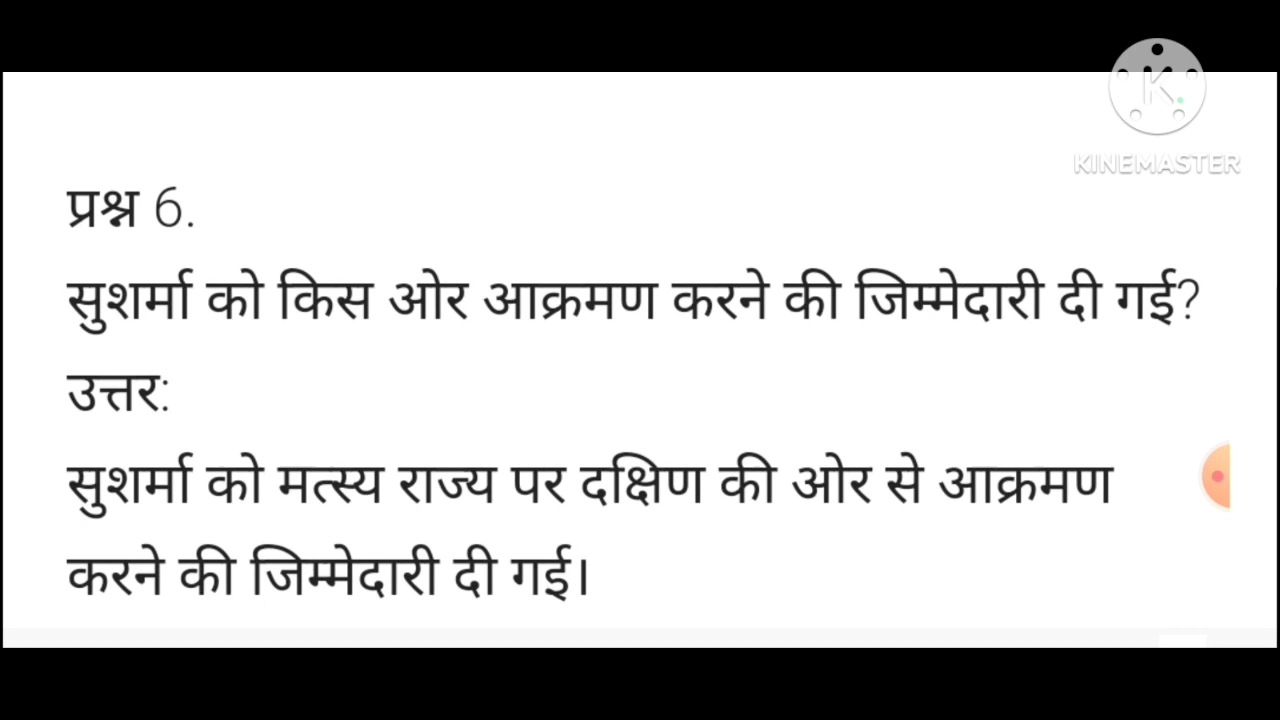 KINEMASTER
प्रश्न 6.
सुशर्मा को किस ओर आक्रमण करने की जिम्मेदारी दी गई?
उत्तर:
सुशर्मा को मत्स्य राज्य पर दक्षिण की ओर से आक्रमण
करने की जिम्मेदारी दी गई।